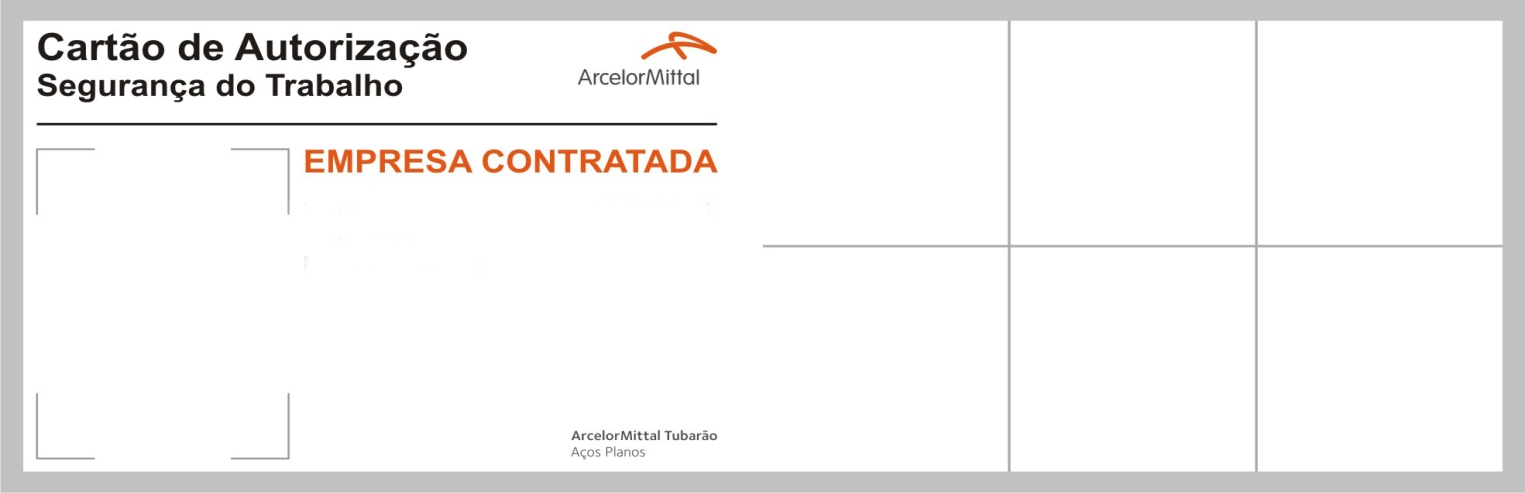 Cartão de Autorização
Segurança do Trabalho
ArcelorMittal
EMPRESA CONTRATADA
ArcelorMittal Tubarão
Aços Planos